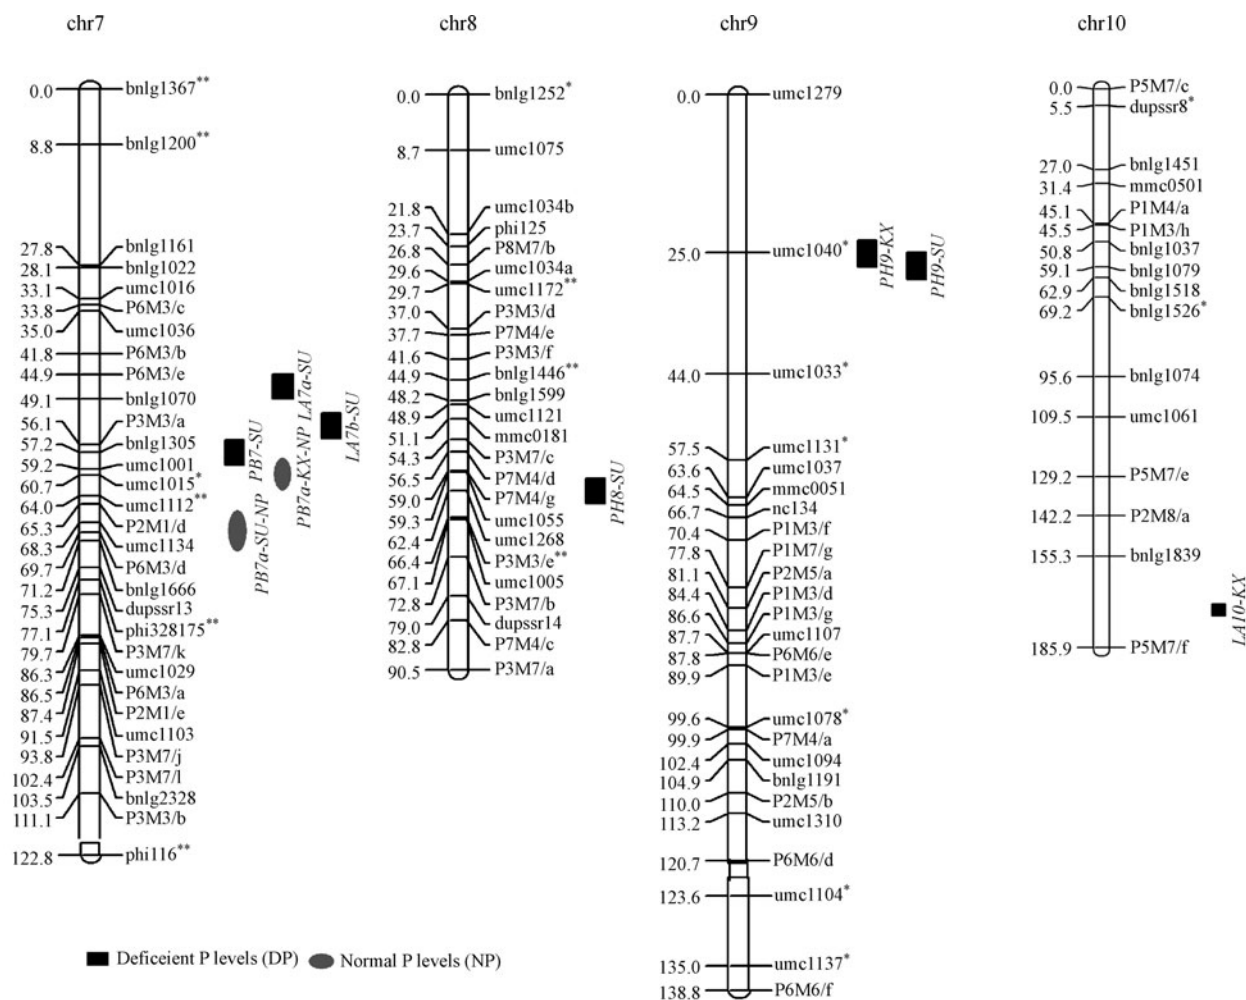 chr7
0.0 bnlg1367**
8.8 bnlg1200**
27.8 bnlg1161
28.1 bnlg1022
33.1 umc1016
33.8 P6M3/c
35.0 umc1036
41.8 P6M3/b
44.9 P6M3/e
49.1 bnlg1070
56.1 P3M3/a
57.2 bnlg1305
59.2 umc1001
60.7 umc1015*
64.0 umc1112**
65.3 P2M1/d
68.3 umc1134
69.7 P6M3/d
71.2 bnlg1666
75.3 dupssr13
77.1 phi328175**
79.7 P3M7/k
86.3 umc1029
86.5 P6M3/a
87.4 P2M1/e
91.5 umc1103
93.8 P3M7/j
102.4 P3M7/l
103.5 bnlg2328
111.1 P3M3/b
122.8 phi116**
PB7-SU
PB7a-SU-NP
LA7a-SU
PB7a-KX-NP
LA7b-SU
chr8
0.0 bnlg1252*
8.7 umc1075
21.8 umc1034b
23.7 phi125
26.8 P8M7/b
29.6 umc1034a
29.7 umc1172**
37.0 P3M3/d
37.7 P7M4/e
41.6 P3M3/f
44.9 bnlg1446**
48.2 bnlg1599
48.9 umc1121
51.1 mmc0181
54.3 P3M7/c
56.5 P7M4/d
59.0 P7M4/g
59.3 umc1055
62.4 umc1268
66.4 P3M3/e**
67.1 umc1005
72.8 P3M7/b
79.0 dupssr14
82.8 P7M4/c
90.5 P3M7/a
PH8-SU
chr9
0.0 umc1279
25.0 umc1040*
44.0 umc1033*
57.5 umc1131*
63.6 umc1037
64.5 mmc0051
66.7 nc134
70.4 P1M3/f
77.8 P1M7/g
81.1 P2M5/a
84.4 P1M3/d
86.6 P1M3/g
87.7 umc1107
87.8 P6M6/e
89.9 P1M3/e
99.6 umc1078*
99.9 P7M4/a
102.4 umc1094
104.9 bnlg1191
110.0 P2M5/b
113.2 umc1310
120.7 P6M6/d
123.6 umc1104*
135.0 umc1137*
138.8 P6M6/f
PH9-KX
PH9-SU
chr10
0.0 P5M7/c
5.5 dupssr8*
27.0 bnlg1451
31.4 mmc0501
45.1 P1M4/a
45.5 P1M3/h
50.8 bnlg1037
59.1 bnlg1079
62.9 bnlg1518
69.2 bnlg1526*
95.6 bnlg1074
109.5 umc1061
129.2 P5M7/e
142.2 P2M8/a
155.3 bnlg1839
185.9 P5M7/f
LA10-KX
Deficeient P levels (DP) Normal P levels (NP)